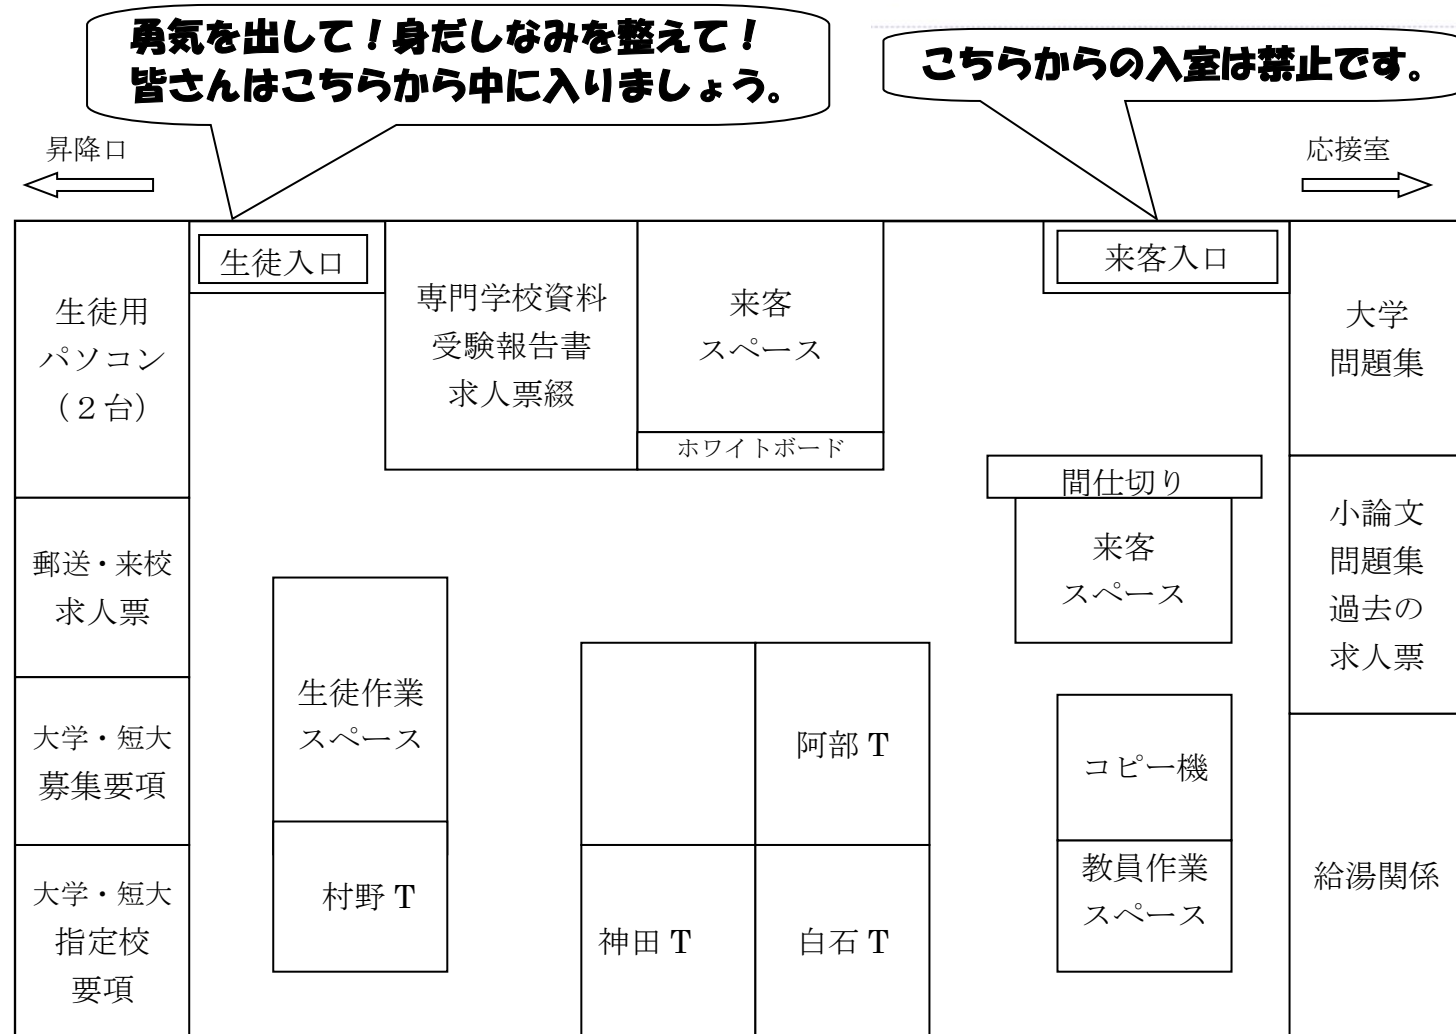 勇気を出して！身だしなみを整えて！
皆さんはこちらから中に入りましょう。
こちらからの入室は禁止です。
昇降口
応接室
生徒入口
来客入口
生徒用
パソコン
（２台）
専門学校資料
受験報告書
求人票綴
来客
スペース
ホワイトボード
大学
問題集
間仕切り
来客
スペース
小論文
問題集
過去の
求人票
郵送・来校
求人票
生徒作業
スペース
大学・短大
募集要項
阿部 T
コピー機
村野 T
神田 T
白石 T
教員作業
スペース
給湯関係
大学・短大
指定校
要項